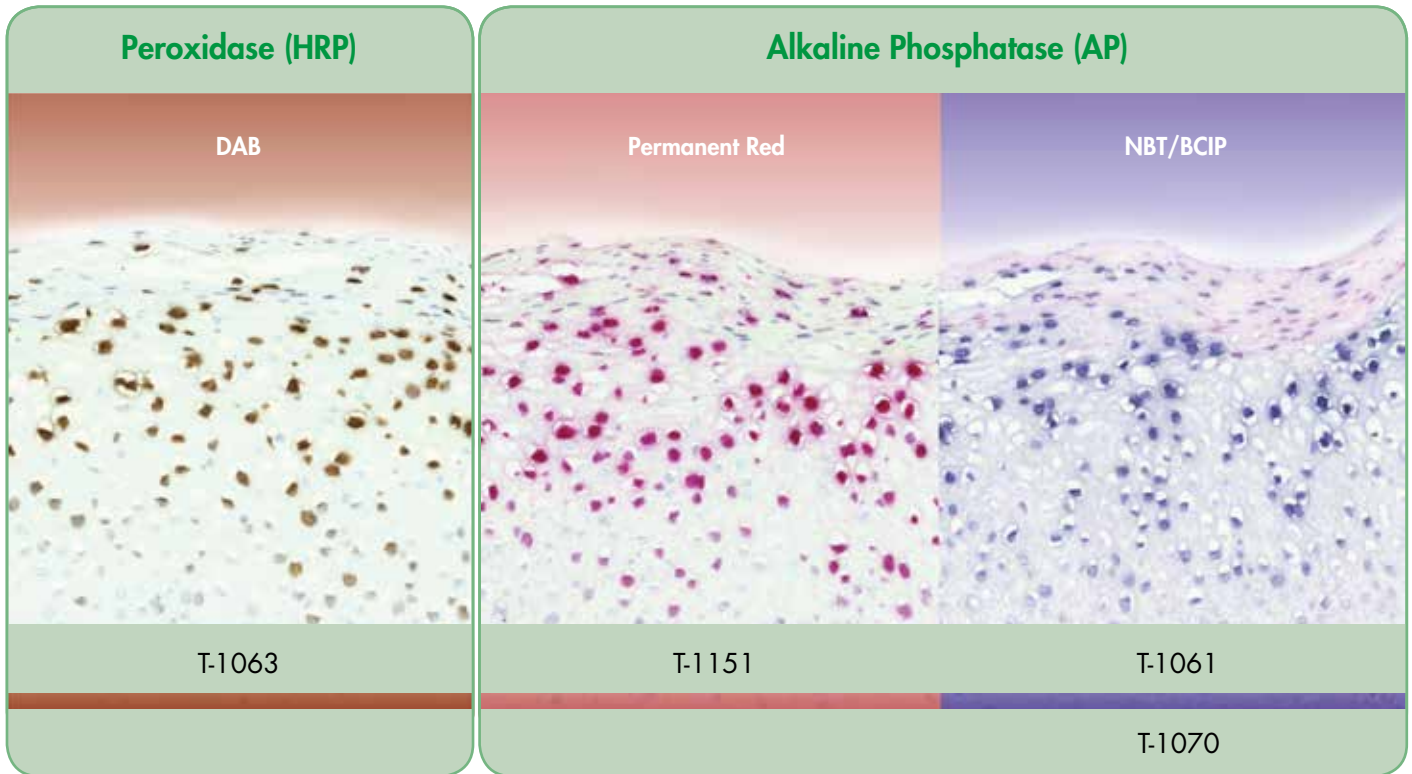 Peroxidase (HRP)
Alkaline Phosphatase (AP)
DAB
Permanent Red
NBT/BCIP
T-1063
T-1151
T-1061
T-1070